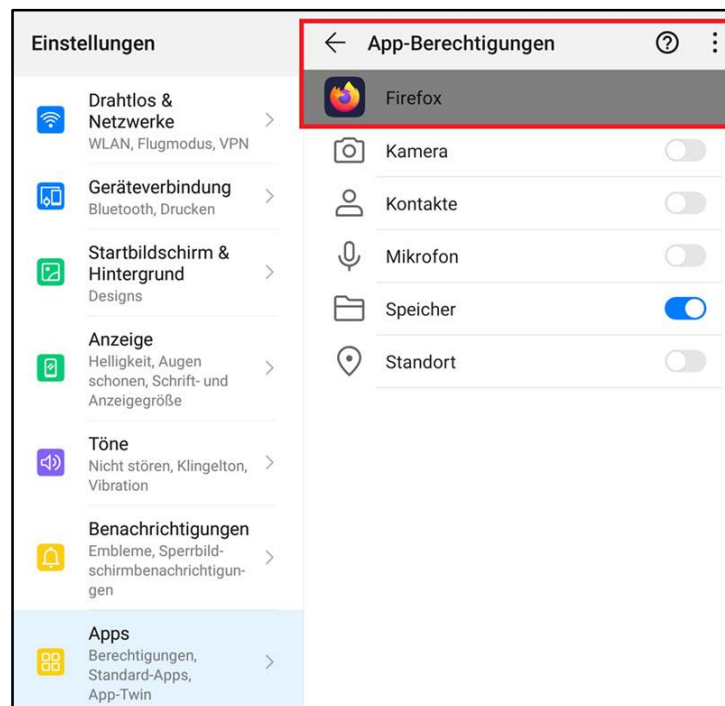 Einstellungen
Drahtlos &
Netzwerke
WLAN, Flugmodus, VPN
Geräteverbindung
Bluetooth, Drucken
Startbildschirm &
Hintergrund
Designs
Anzeige
Helligkeit, Augen
schonen, Schrift- und
Anzeigegröße
Töne
Nicht stören, Klingelton,
Vibration
Benachrichtigungen
Embleme, Sperrbild-
schirmbenachrichtigun-
gen
Apps
Berechtigungen,
Standard-Apps,
App-Twin
App-Berechtigungen
Firefox
Kamera
Kontakte
Mikrofon
Speicher
Standort